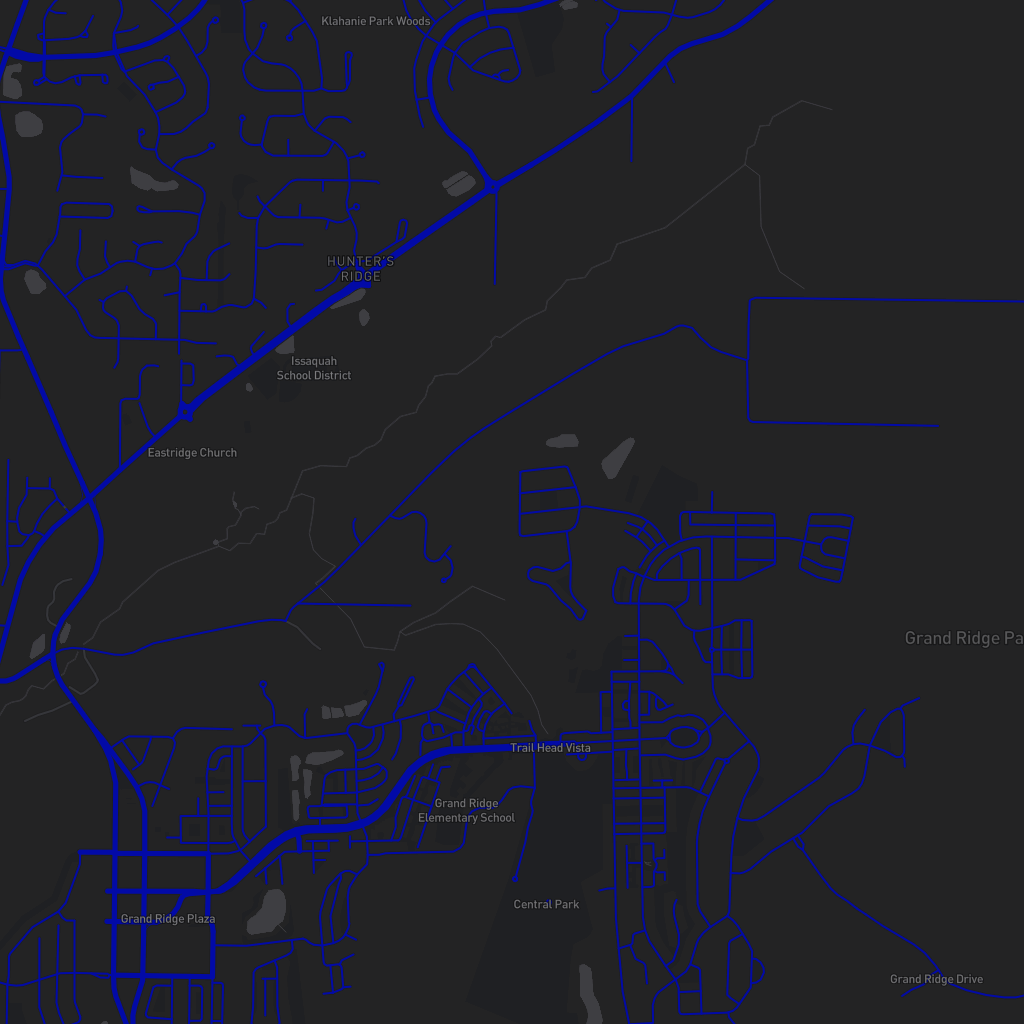 Klahanie Park Woods
HUNTER'S
RIDGE
Issaquah
School District
Eastridge Church
Grand Ridge Pa
Trail Head Vista
Grand Ridge
Elementary School
Central Park
Grand Ridge Plaza
Grand Ridge Drive